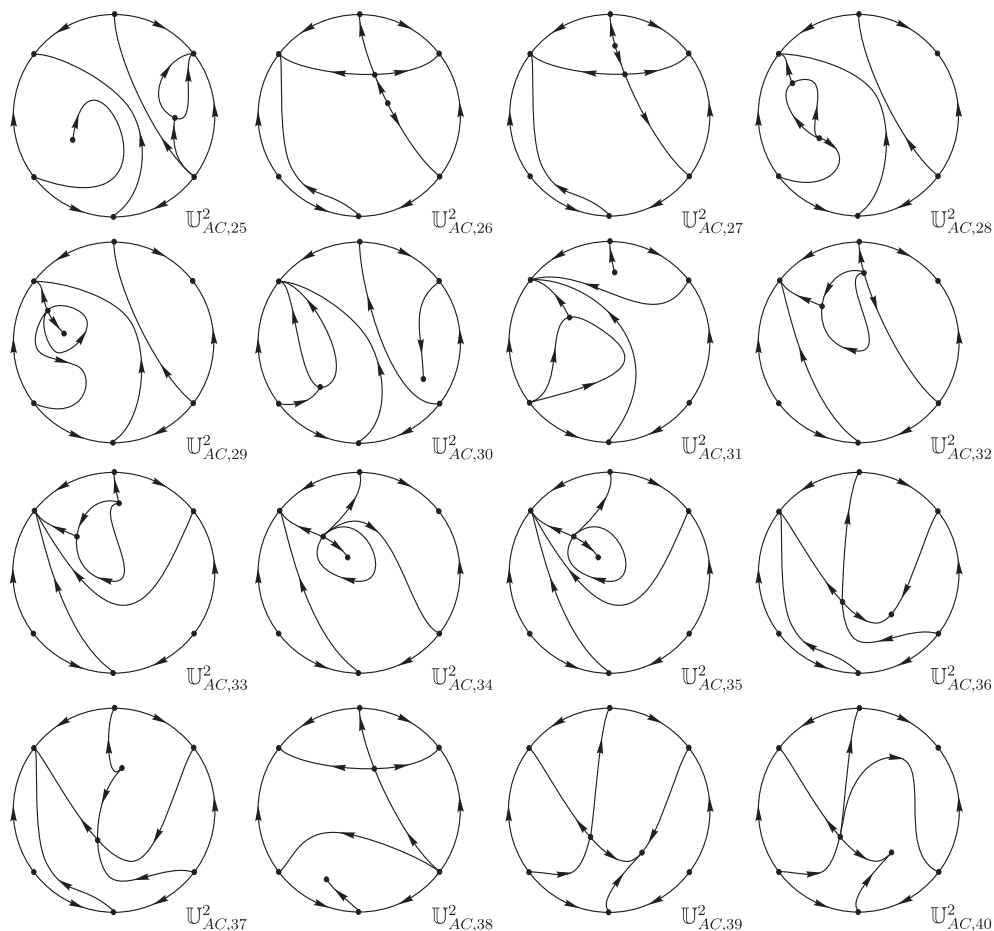 𝕌²_{AC,25} 𝕌²_{AC,26} 𝕌²_{AC,27} 𝕌²_{AC,28}
𝕌²_{AC,29} 𝕌²_{AC,30} 𝕌²_{AC,31} 𝕌²_{AC,32}
𝕌²_{AC,33} 𝕌²_{AC,34} 𝕌²_{AC,35} 𝕌²_{AC,36}
𝕌²_{AC,37} 𝕌²_{AC,38} 𝕌²_{AC,39} 𝕌²_{AC,40}